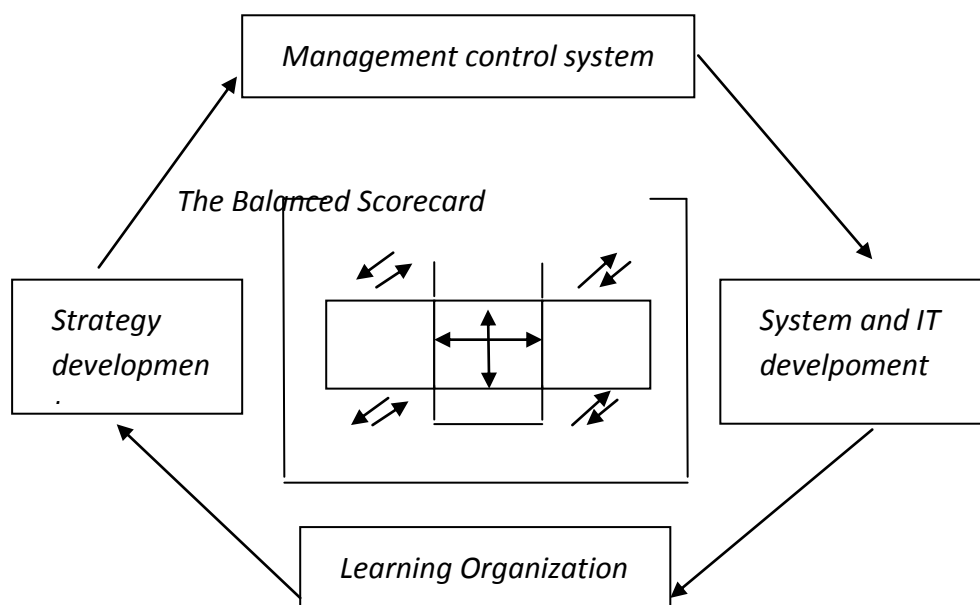 Management control system
The Balanced Scorecard
Strategy
developmen
System and IT
develpoment
Learning Organization